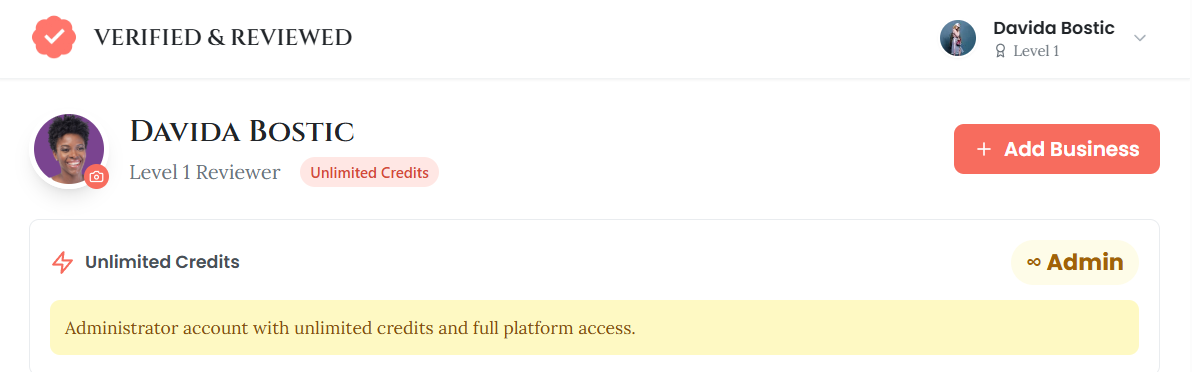 VERIFIED & REVIEWED
Davida Bostic
Level 1
Davida Bostic
Level 1 Reviewer
Unlimited Credits
+ Add Business
Unlimited Credits
∞ Admin
Administrator account with unlimited credits and full platform access.